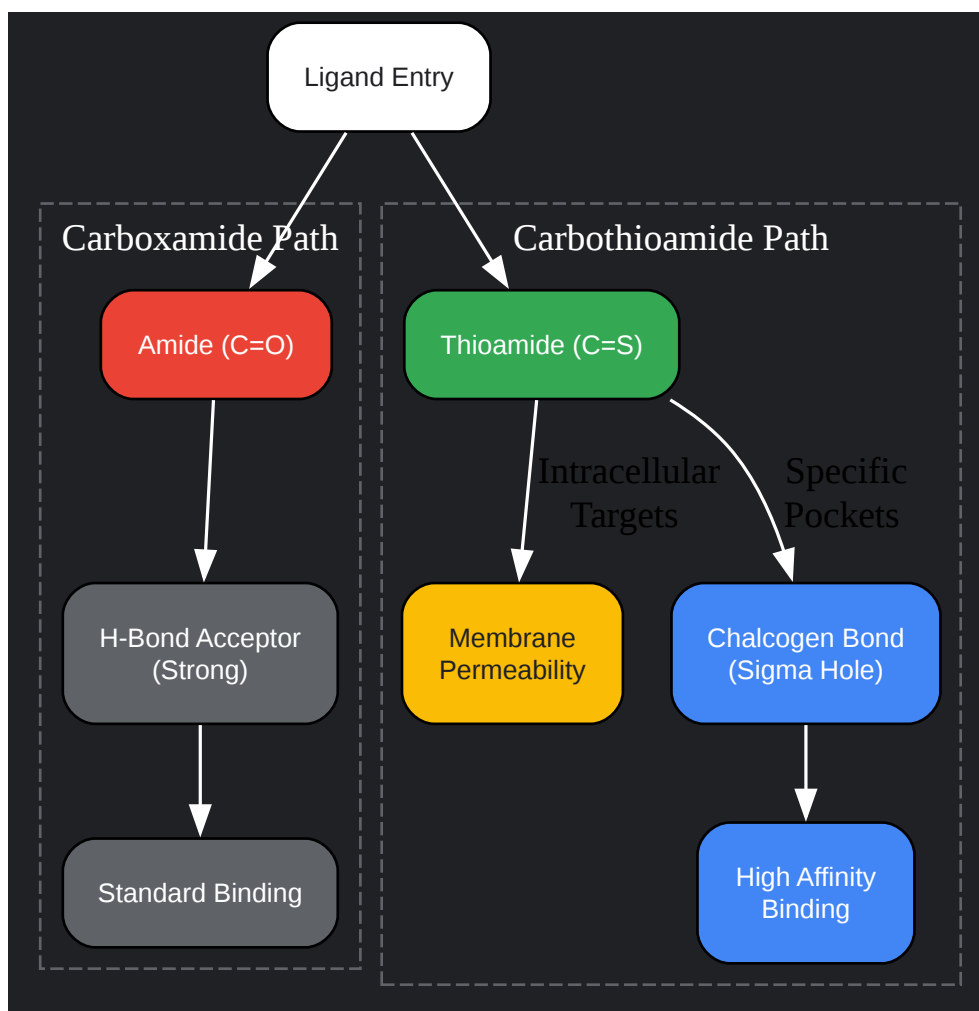 Ligand Entry
Carboxamide Path
Carbothioamide Path
Amide (C=O)
Thioamide (C=S)
Intracellular
Targets
Specific
Pockets
H-Bond Acceptor
(Strong)
Membrane
Permeability
Chalcogen Bond
(Sigma Hole)
Standard Binding
High Affinity
Binding